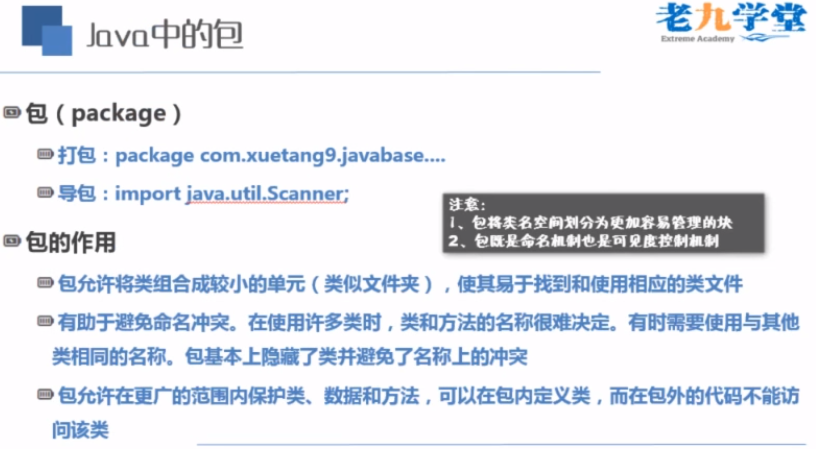 Java中的包
老九学堂
Extreme Academy
包（package）
打包：package com.xuetang9.javabase....
导包：import java.util.Scanner;
注意：
1、包将类名空间划分为更加容易管理的块
2、包既是命名机制也是可见度控制机制
包的作用
包允许将类组合成较小的单元（类似文件夹），使其易于找到和使用相应的类文件
有助于避免命名冲突。在使用许多类时，类和方法的名称很难决定。有时需要使用与其他
类相同的名称。包基本上隐藏了类并避免了名称上的冲突
包允许在更广的范围内保护类、数据和方法，可以在包内定义类，而在包外的代码不能访
问该类